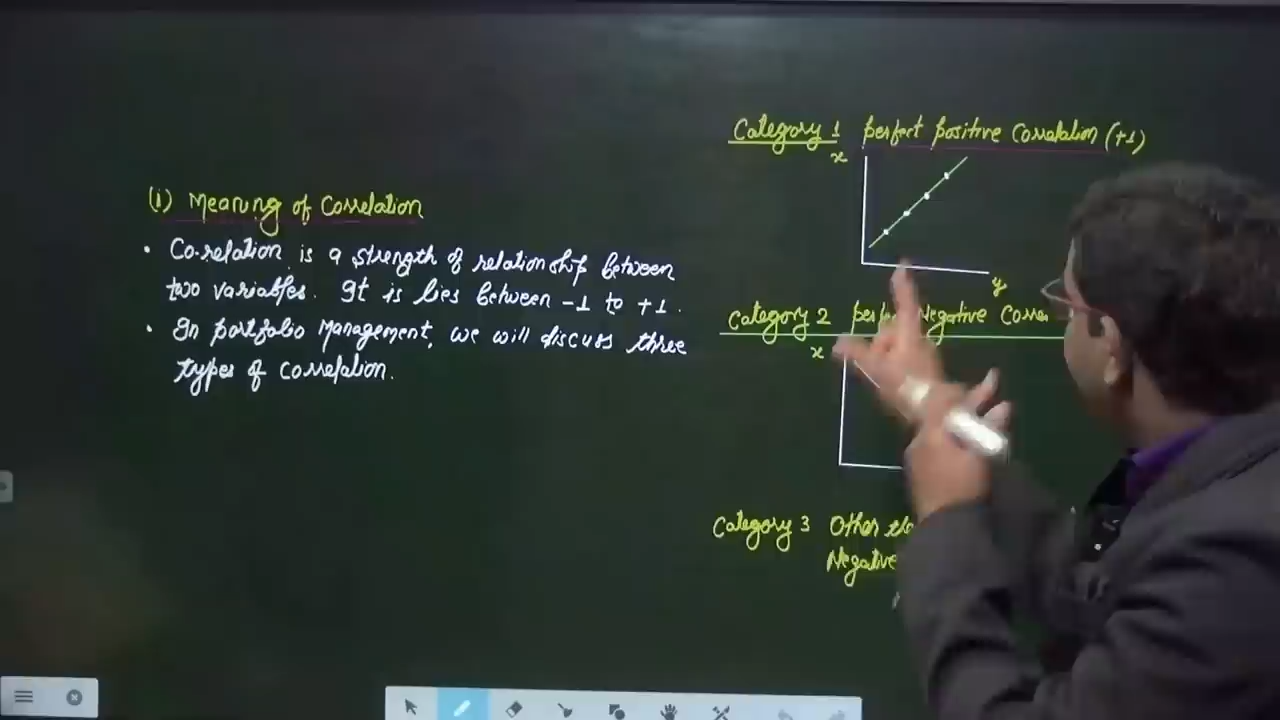 (i) Meaning of Correlation
• Co-relation is a strength of relationship between
two variables. It is lies between -1 to +1.
• In portfolio Management, we will discuss three
types of correlation.
Category 1 perfect positive Correlation (+1)
x
y
Category 2 Negative
x
Category 3 Other
Negative